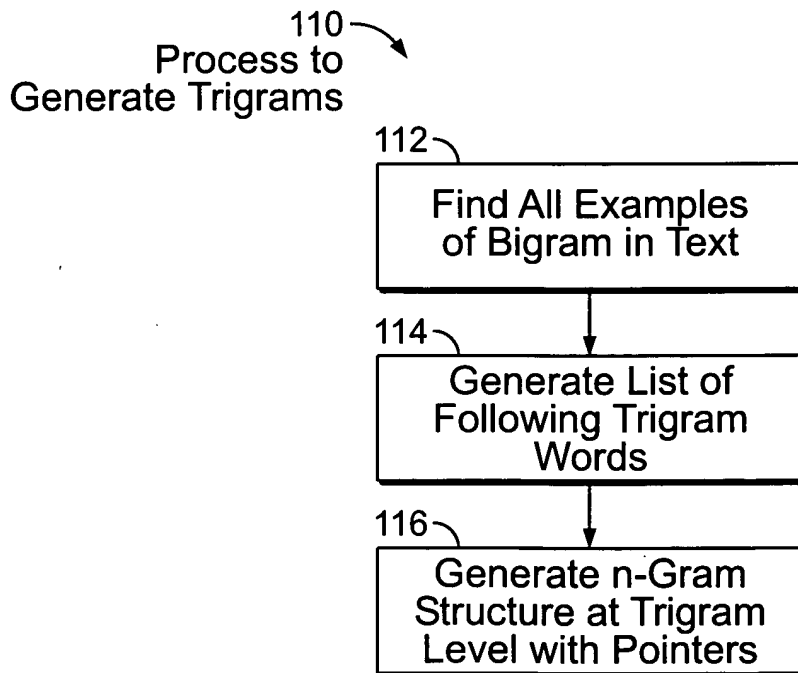 110
Process to
Generate Trigrams
112
Find All Examples
of Bigram in Text
114
Generate List of
Following Trigram
Words
116
Generate n-Gram
Structure at Trigram
Level with Pointers